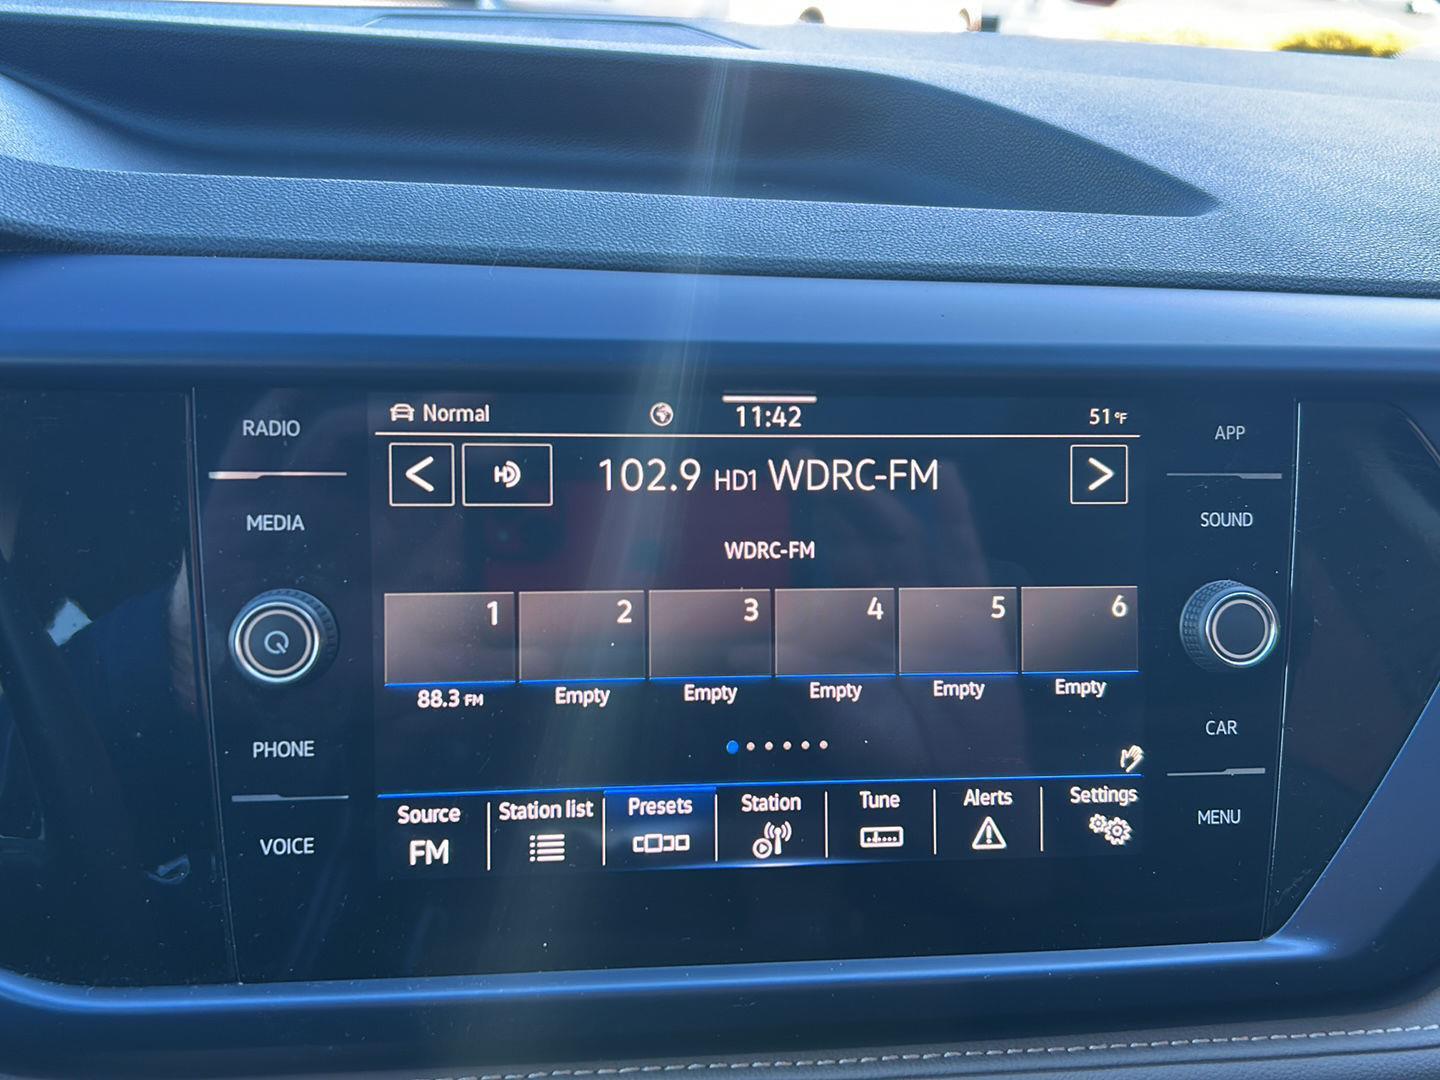 RADIO
MEDIA
PHONE
VOICE
Normal
11:42
51°F
HD
102.9 HD1 WDRC-FM
WDRC-FM
1 2 3 4 5 6
88.3 FM Empty Empty Empty Empty Empty
Source Station list Presets Station Tune Alerts Settings
FM
APP
SOUND
CAR
MENU